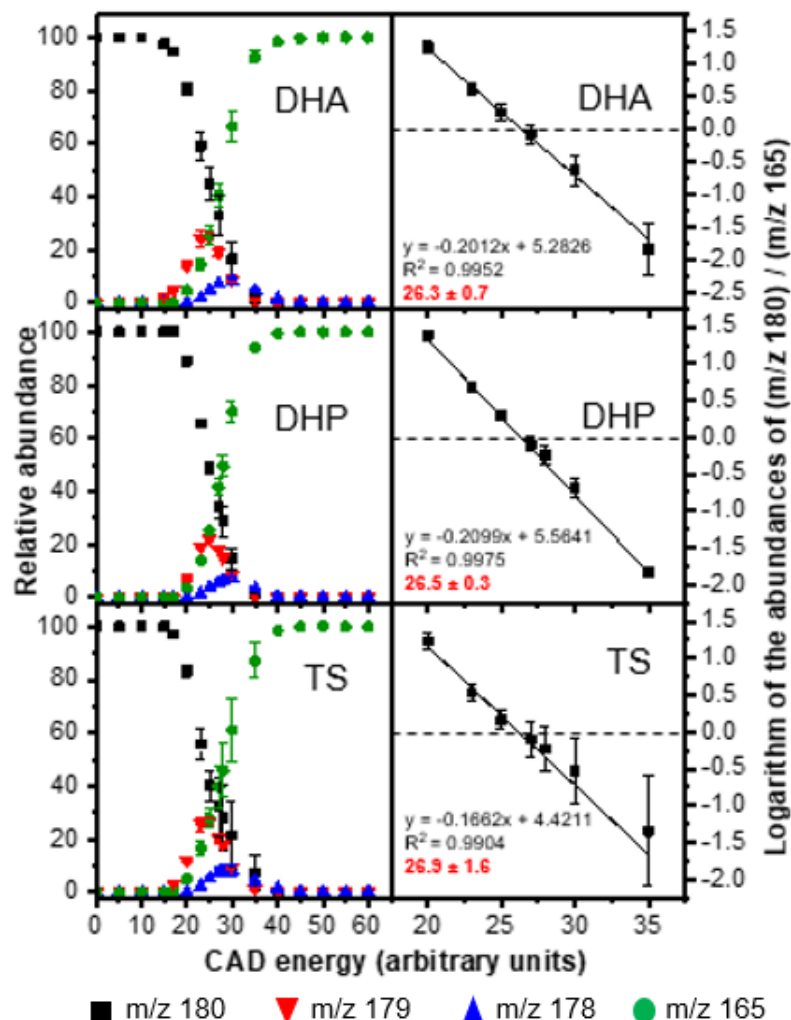 100
80
60
40
20
0
DHA
DHA
y = -0.2012x + 5.2826
R² = 0.9952
26.3 ± 0.7
1.5
1.0
0.5
0.0
-0.5
-1.0
-1.5
-2.0
-2.5
Relative abundance
100
80
60
40
20
0
DHP
DHP
y = -0.2099x + 5.5641
R² = 0.9975
26.5 ± 0.3
1.5
1.0
0.5
0.0
-0.5
-1.0
-1.5
-2.0
Logarithm of the abundances of (m/z 180) / (m/z 165)
100
80
60
40
20
0
TS
TS
y = -0.1662x + 4.4211
R² = 0.9904
26.9 ± 1.6
1.5
1.0
0.5
0.0
-0.5
-1.0
-1.5
-2.0
0 10 20 30 40 50 60 20 25 30 35
CAD energy (arbitrary units)
m/z 180 m/z 179 m/z 178 m/z 165